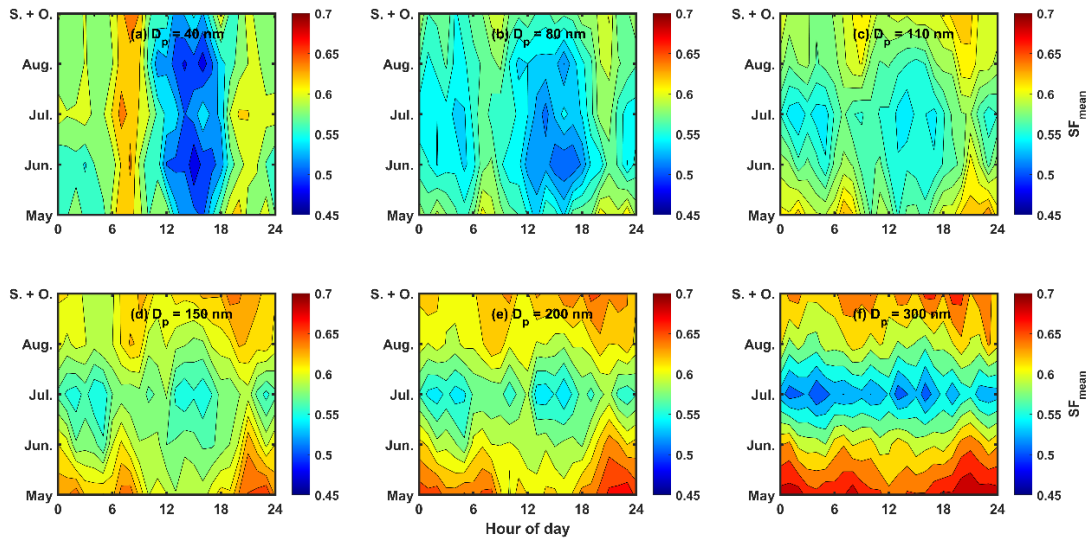 S. + O.
Aug.
Jul.
Jun.
May
(a) Dp = 40 nm
0 6 12 18 24
0.7
0.65
0.6
0.55
0.5
0.45
S. + O.
Aug.
Jul.
Jun.
May
(b) Dp = 80 nm
0 6 12 18 24
0.7
0.65
0.6
0.55
0.5
0.45
S. + O.
Aug.
Jul.
Jun.
May
(c) Dp = 110 nm
0 6 12 18 24
0.7
0.65
0.6
0.55
0.5
0.45
SFmean
S. + O.
Aug.
Jul.
Jun.
May
(d) Dp = 150 nm
0 6 12 18 24
0.7
0.65
0.6
0.55
0.5
0.45
S. + O.
Aug.
Jul.
Jun.
May
(e) Dp = 200 nm
0 6 12 18 24
Hour of day
0.7
0.65
0.6
0.55
0.5
0.45
S. + O.
Aug.
Jul.
Jun.
May
(f) Dp = 300 nm
0 6 12 18 24
0.7
0.65
0.6
0.55
0.5
0.45
SFmean